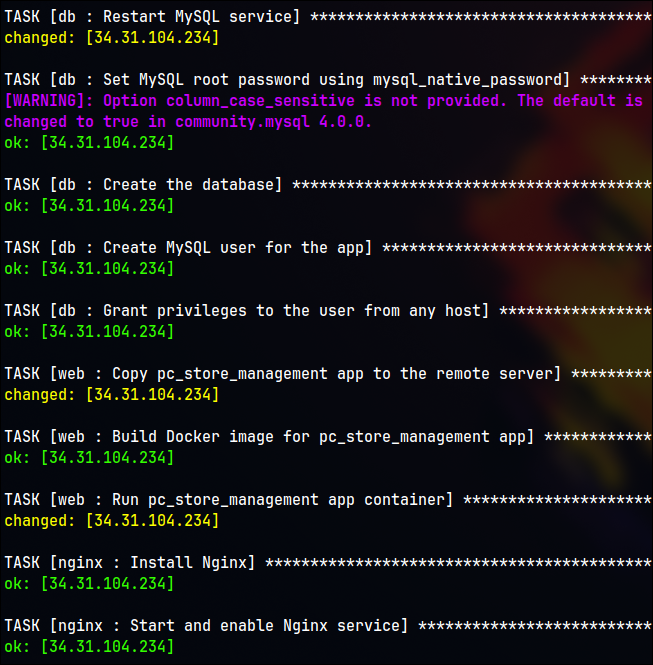 TASK [db : Restart MySQL service] **************************************
changed: [34.31.104.234]
TASK [db : Set MySQL root password using mysql_native_password] ********
[WARNING]: Option column_case_sensitive is not provided. The default is
changed to true in community.mysql 4.0.0.
ok: [34.31.104.234]
TASK [db : Create the database] ****************************************
ok: [34.31.104.234]
TASK [db : Create MySQL user for the app] ******************************
ok: [34.31.104.234]
TASK [db : Grant privileges to the user from any host] *****************
ok: [34.31.104.234]
TASK [web : Copy pc_store_management app to the remote server] *********
changed: [34.31.104.234]
TASK [web : Build Docker image for pc_store_management app] ************
ok: [34.31.104.234]
TASK [web : Run pc_store_management app container] *********************
changed: [34.31.104.234]
TASK [nginx : Install Nginx] *******************************************
ok: [34.31.104.234]
TASK [nginx : Start and enable Nginx service] **************************
ok: [34.31.104.234]